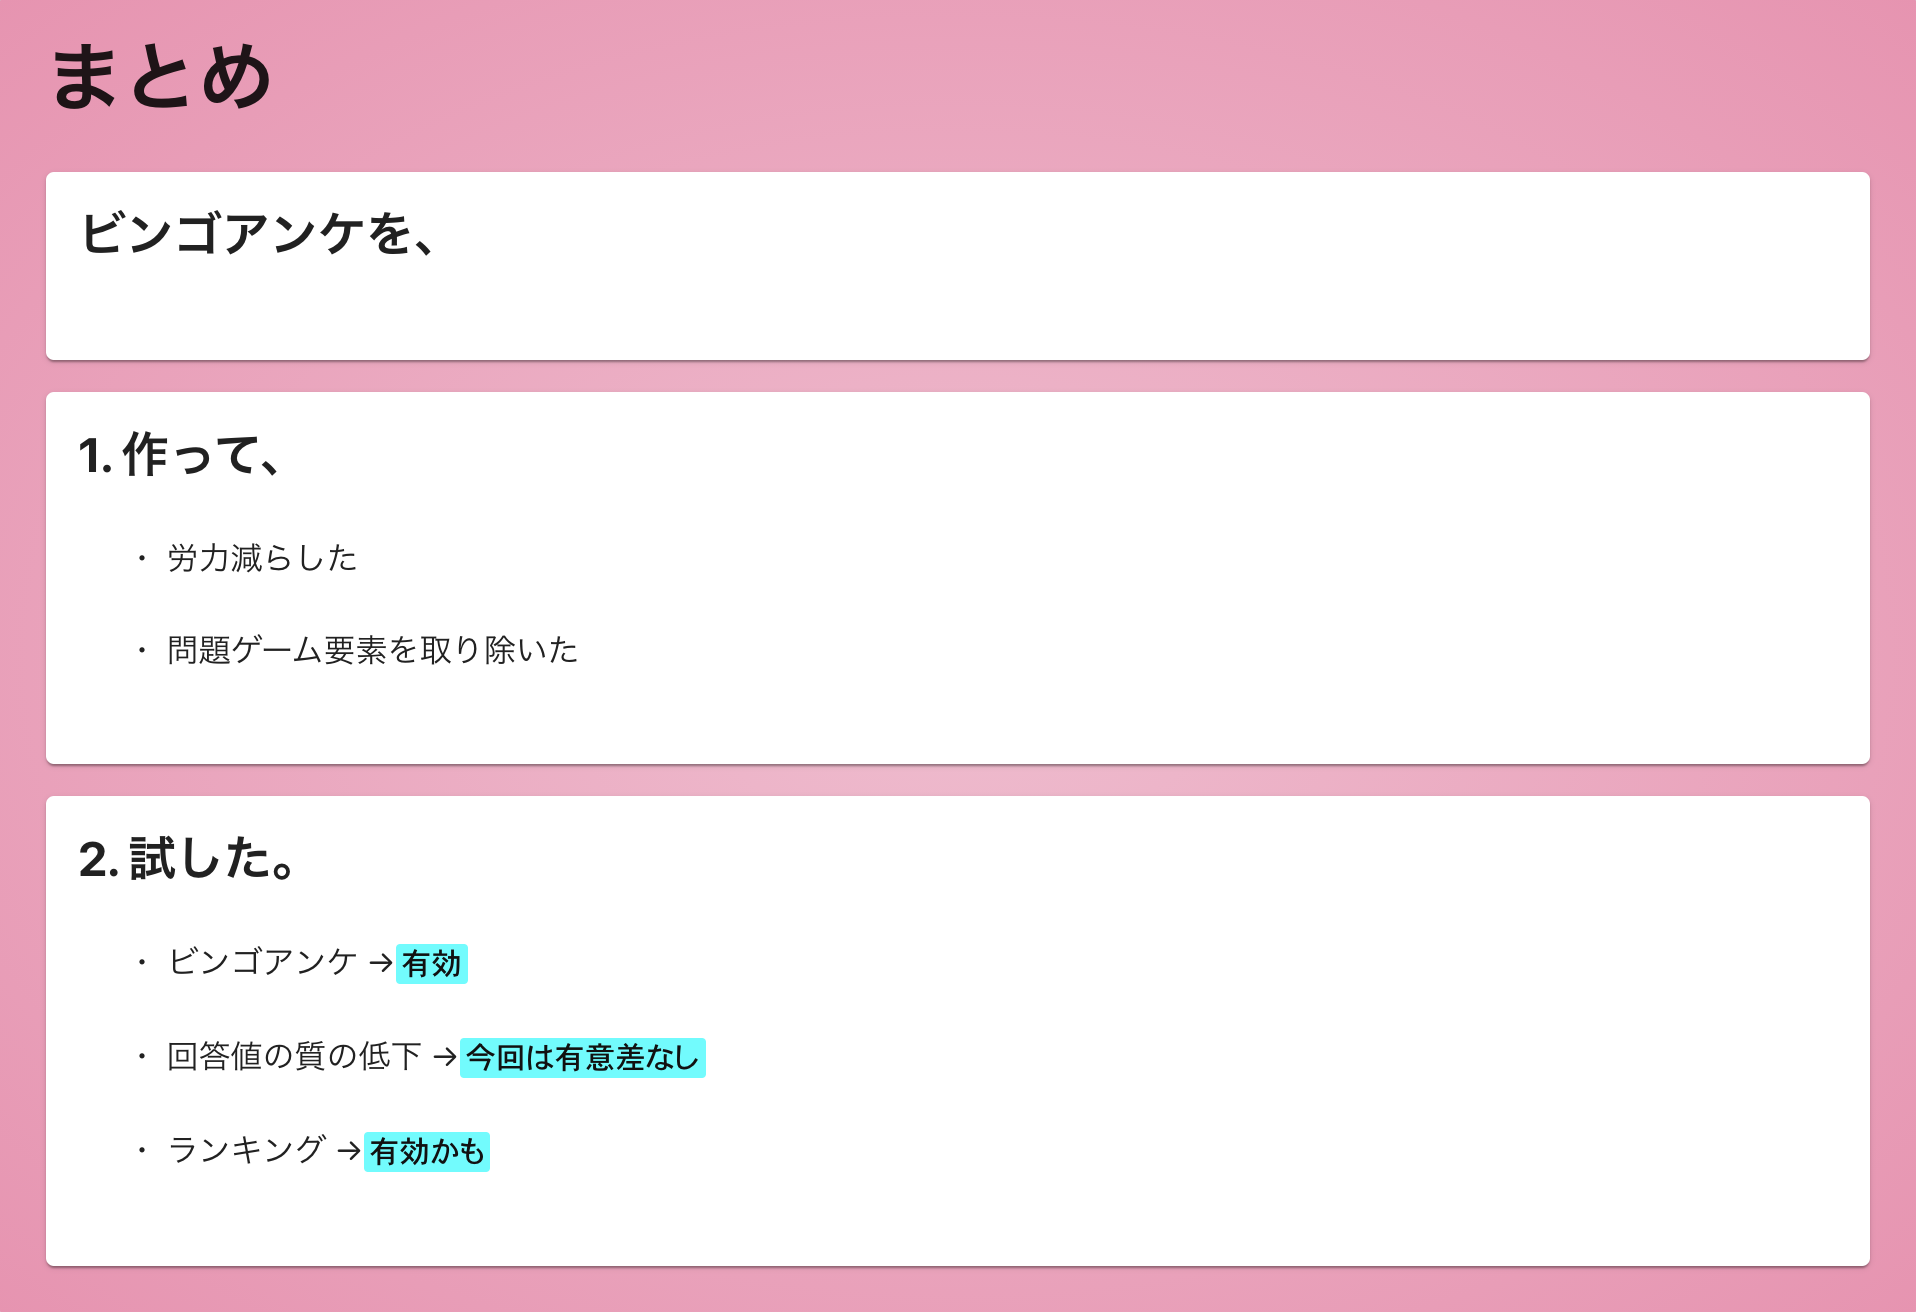 まとめ
ビンゴアンケを、
1. 作って、
・ 労力減らした
・ 問題ゲーム要素を取り除いた
2. 試した。
・ ビンゴアンケ →有効
・ 回答値の質の低下 →今回は有意差なし
・ ランキング →有効かも